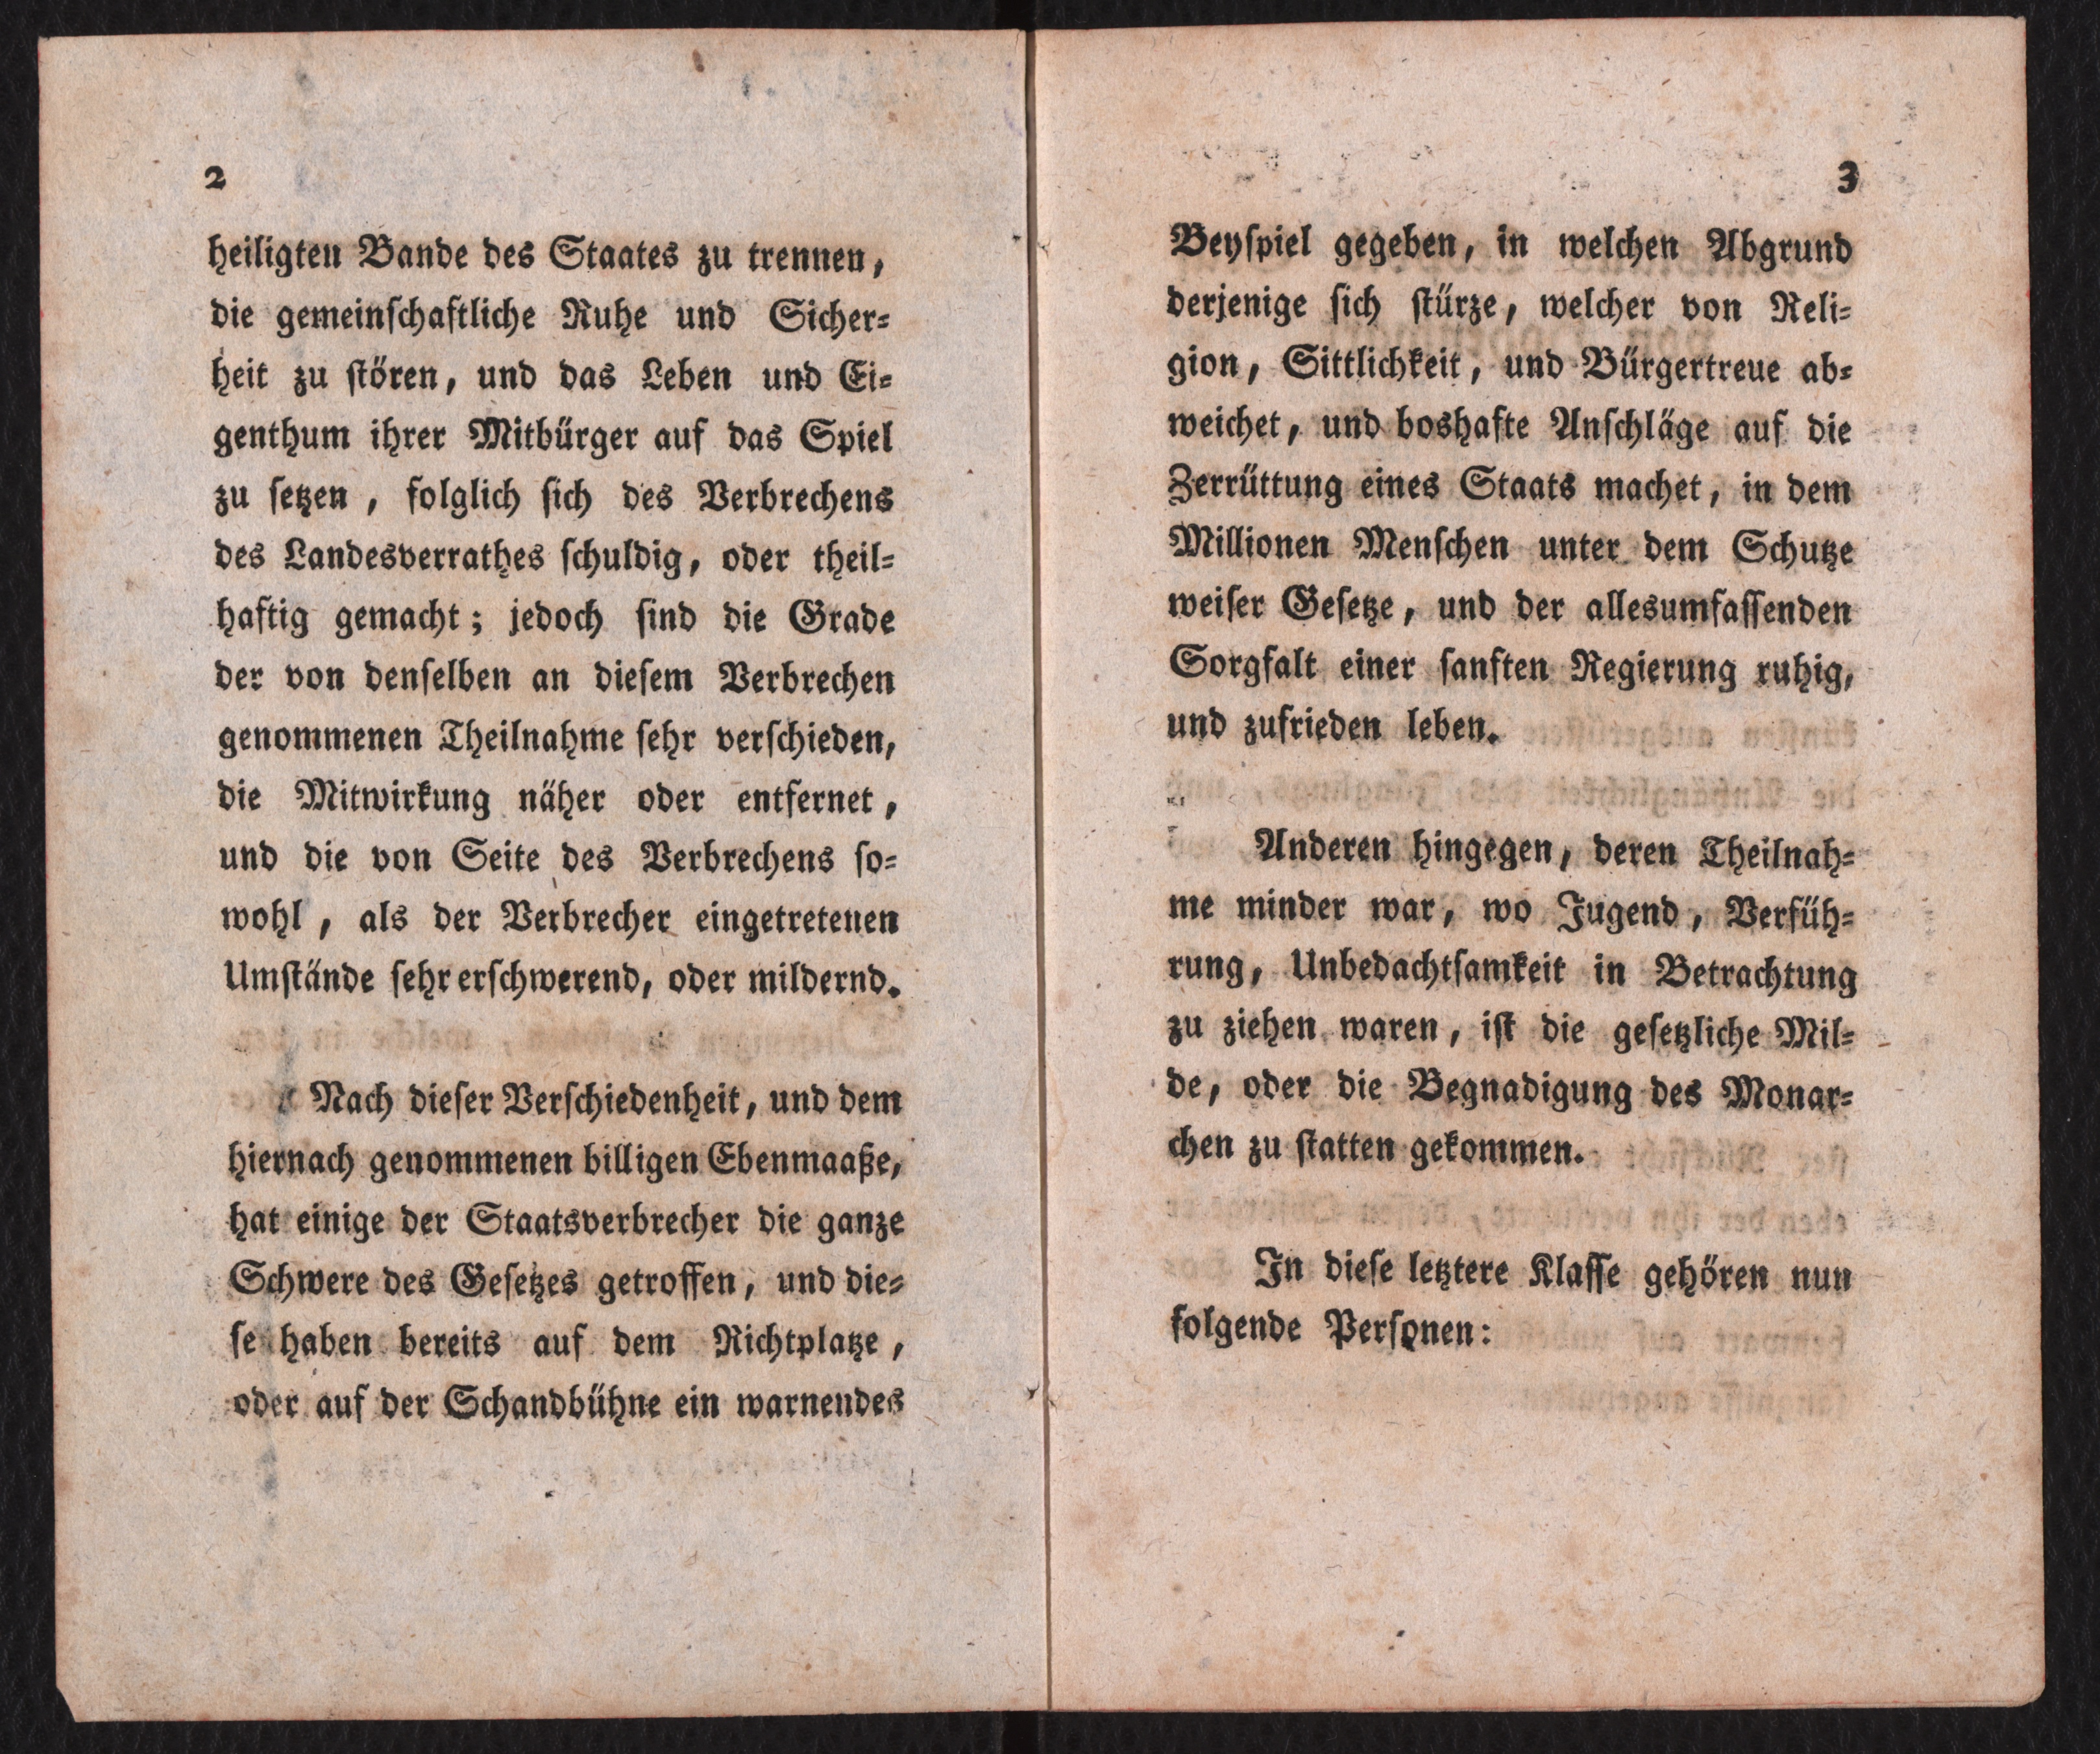 2
heiligten Bande des Staates zu trennen,
die gemeinschaftliche Ruhe und Sicher-
heit zu stören, und das Leben und Ei-
genthum ihrer Mitbürger auf das Spiel
zu setzen, folglich sich des Verbrechens
des Landesverrathes schuldig, oder theil-
haftig gemacht; jedoch sind die Grade
der von denselben an diesem Verbrechen
genommenen Theilnahme sehr verschieden,
die Mitwirkung näher oder entfernet,
und die von Seite des Verbrechens so-
wohl, als der Verbrecher eingetretenen
Umstände sehr erschwerend, oder mildernd.
Nach dieser Verschiedenheit, und dem
hiernach genommenen billigen Ebenmaaße,
hat einige der Staatsverbrecher die ganze
Schwere des Gesetzes getroffen, und die-
se haben bereits auf dem Richtplatze,
oder auf der Schandbühne ein warnendes
3
Beyspiel gegeben, in welchen Abgrund
derjenige sich stürze, welcher von Reli-
gion, Sittlichkeit, und Bürgertreue ab-
weichet, und boshafte Anschläge auf die
Zerrüttung eines Staats machet, in dem
Millionen Menschen unter dem Schutze
weiser Gesetze, und der allesumfassenden
Sorgfalt einer sanften Regierung ruhig,
und zufrieden leben.
Anderen hingegen, deren Theilnah-
me minder war, wo Jugend, Verfüh-
rung, Unbedachtsamkeit in Betrachtung
zu ziehen waren, ist die gesetzliche Mil-
de, oder die Begnadigung des Monar-
chen zu statten gekommen.
In diese letztere Klasse gehören nun
folgende Personen: